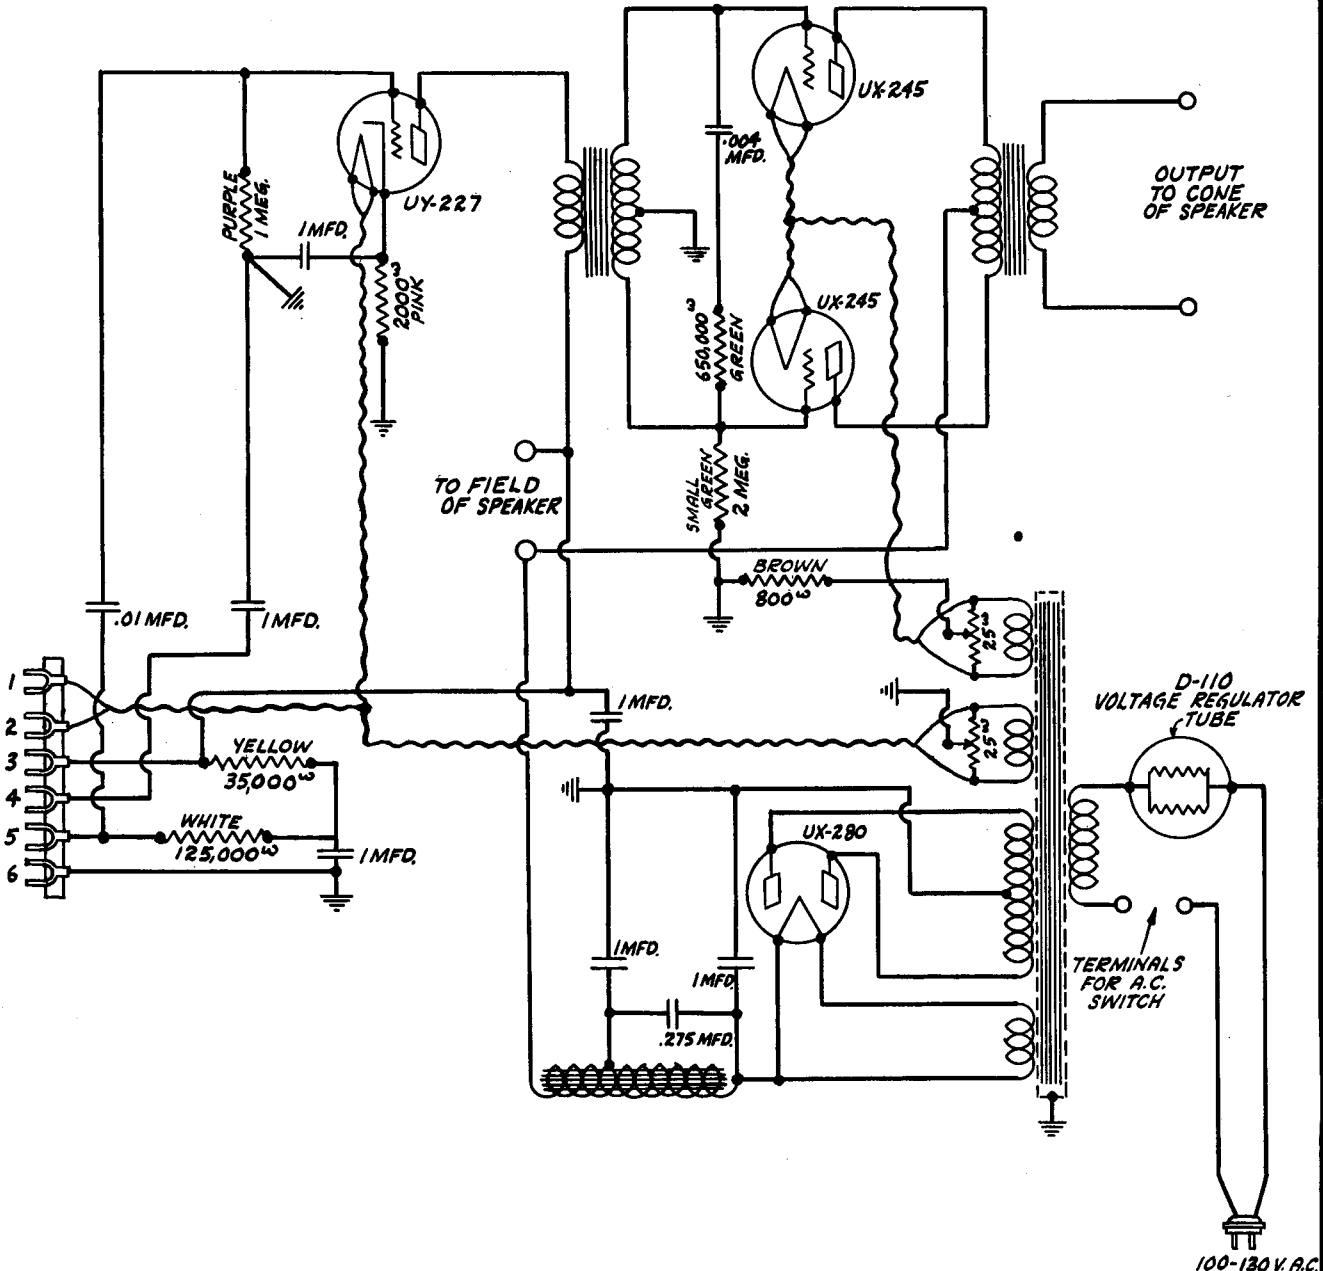 UX-245
.004
MFD.
OUTPUT
TO CONE
OF SPEAKER
PURPLE
1 MEG.
UY-227
1 MFD.
2000ω
PINK
UX-245
650,000ω
GREEN
TO FIELD
OF SPEAKER
SMALL
GREEN
2 MEG.
BROWN
800ω
.01 MFD.
1 MFD.
25ω
1
2
3
4
5
6
1 MFD.
D-110
VOLTAGE REGULATOR
TUBE
25ω
YELLOW
35,000ω
WHITE
125,000ω
1 MFD.
UX-280
1 MFD.
1 MFD.
.275 MFD.
TERMINALS
FOR A.C.
SWITCH
100-130 V. A.C.